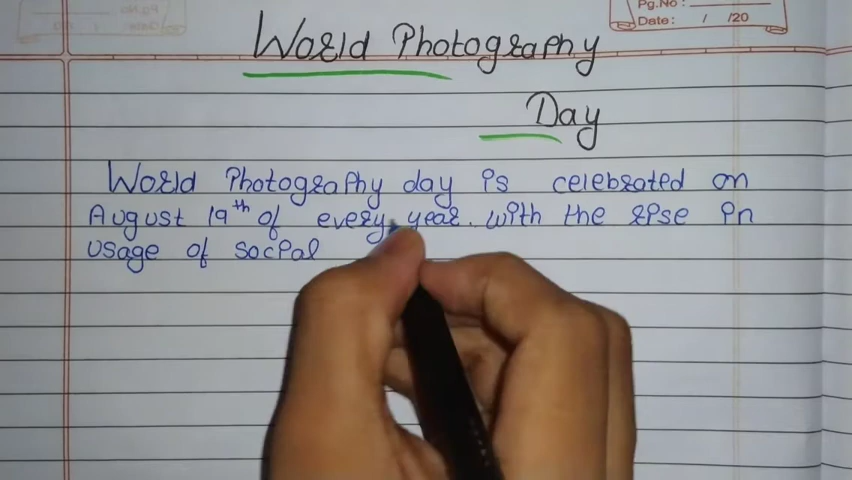 Pg.No:
Date: / /20
World Photography
Day
World Photography day is celebrated on
August 19th of every year. with the rise in
usage of social